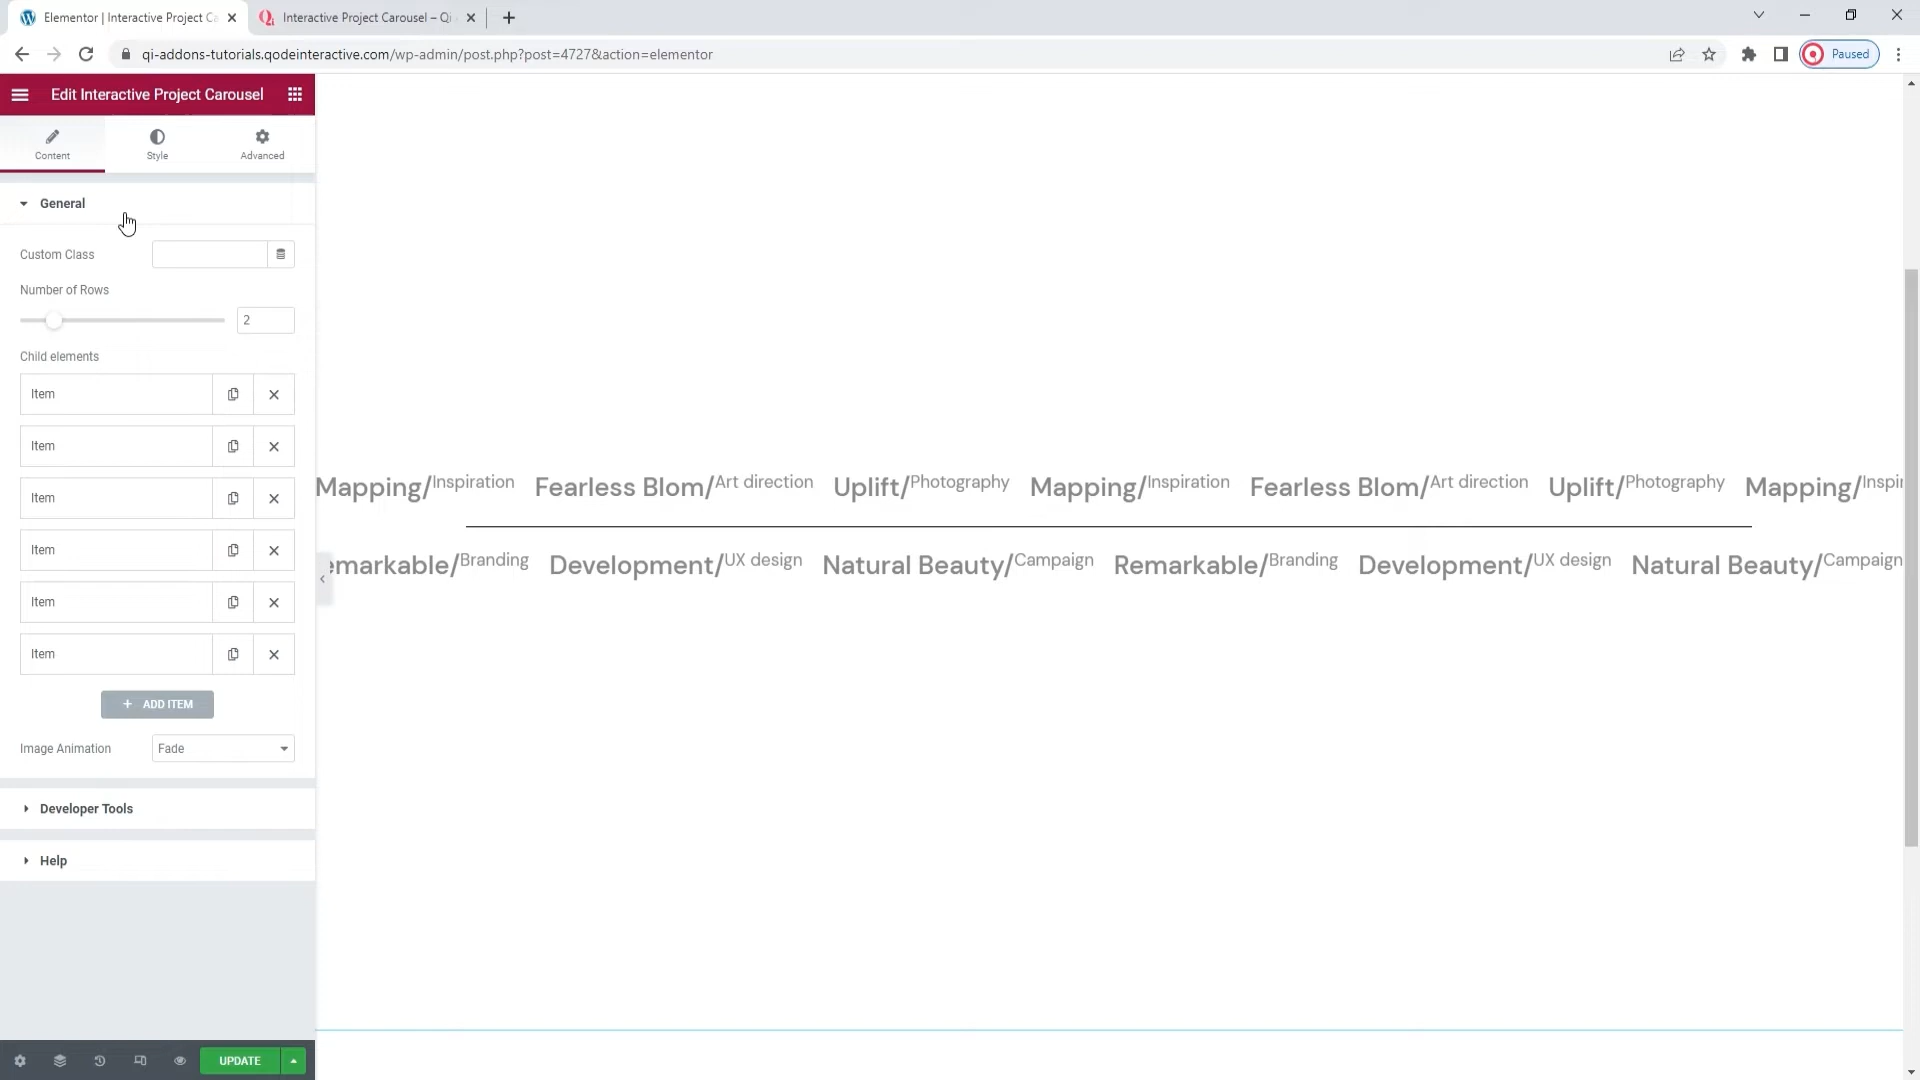 Elementor | Interactive Project Ca
Interactive Project Carousel – Qi
qi-addons-tutorials.qodeinteractive.com/wp-admin/post.php?post=4727&action=elementor
Paused
Edit Interactive Project Carousel
Content
Style
Advanced
General
Custom Class
Number of Rows
2
Child elements
Item
Item
Item
Item
Item
Item
+ ADD ITEM
Image Animation
Fade
Developer Tools
Help
UPDATE
Mapping/Inspiration Fearless Blom/Art direction Uplift/Photography Mapping/Inspiration Fearless Blom/Art direction Uplift/Photography Mapping/Inspir
emarkable/Branding Development/UX design Natural Beauty/Campaign Remarkable/Branding Development/UX design Natural Beauty/Campaign